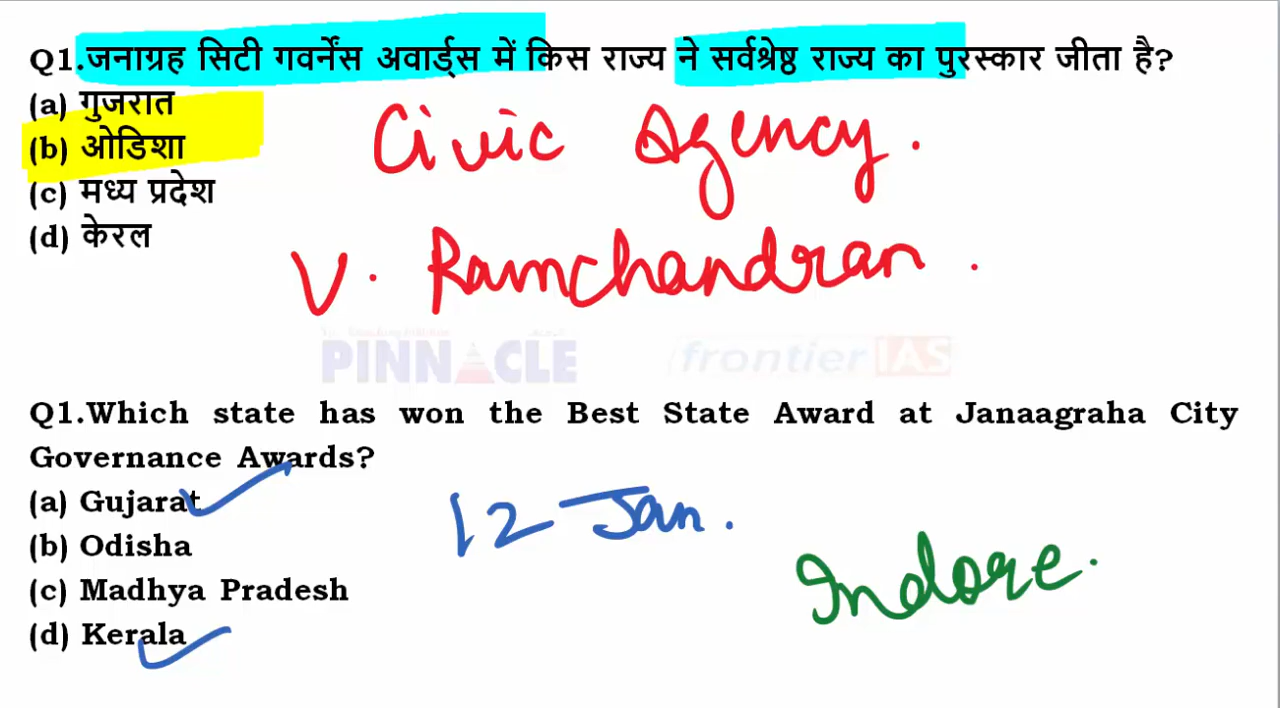 Q1.जनाग्रह सिटी गवर्नेंस अवार्ड्स में किस राज्य ने सर्वश्रेष्ठ राज्य का पुरस्कार जीता है?
(a) गुजरात
(b) ओडिशा
(c) मध्य प्रदेश
(d) केरल
Civic Agency.
V. Ramchandran.
PINNACLE frontier IAS
Q1.Which state has won the Best State Award at Janaagraha City
Governance Awards?
(a) Gujarat
(b) Odisha
(c) Madhya Pradesh
(d) Kerala
12 Jan.
Indore.